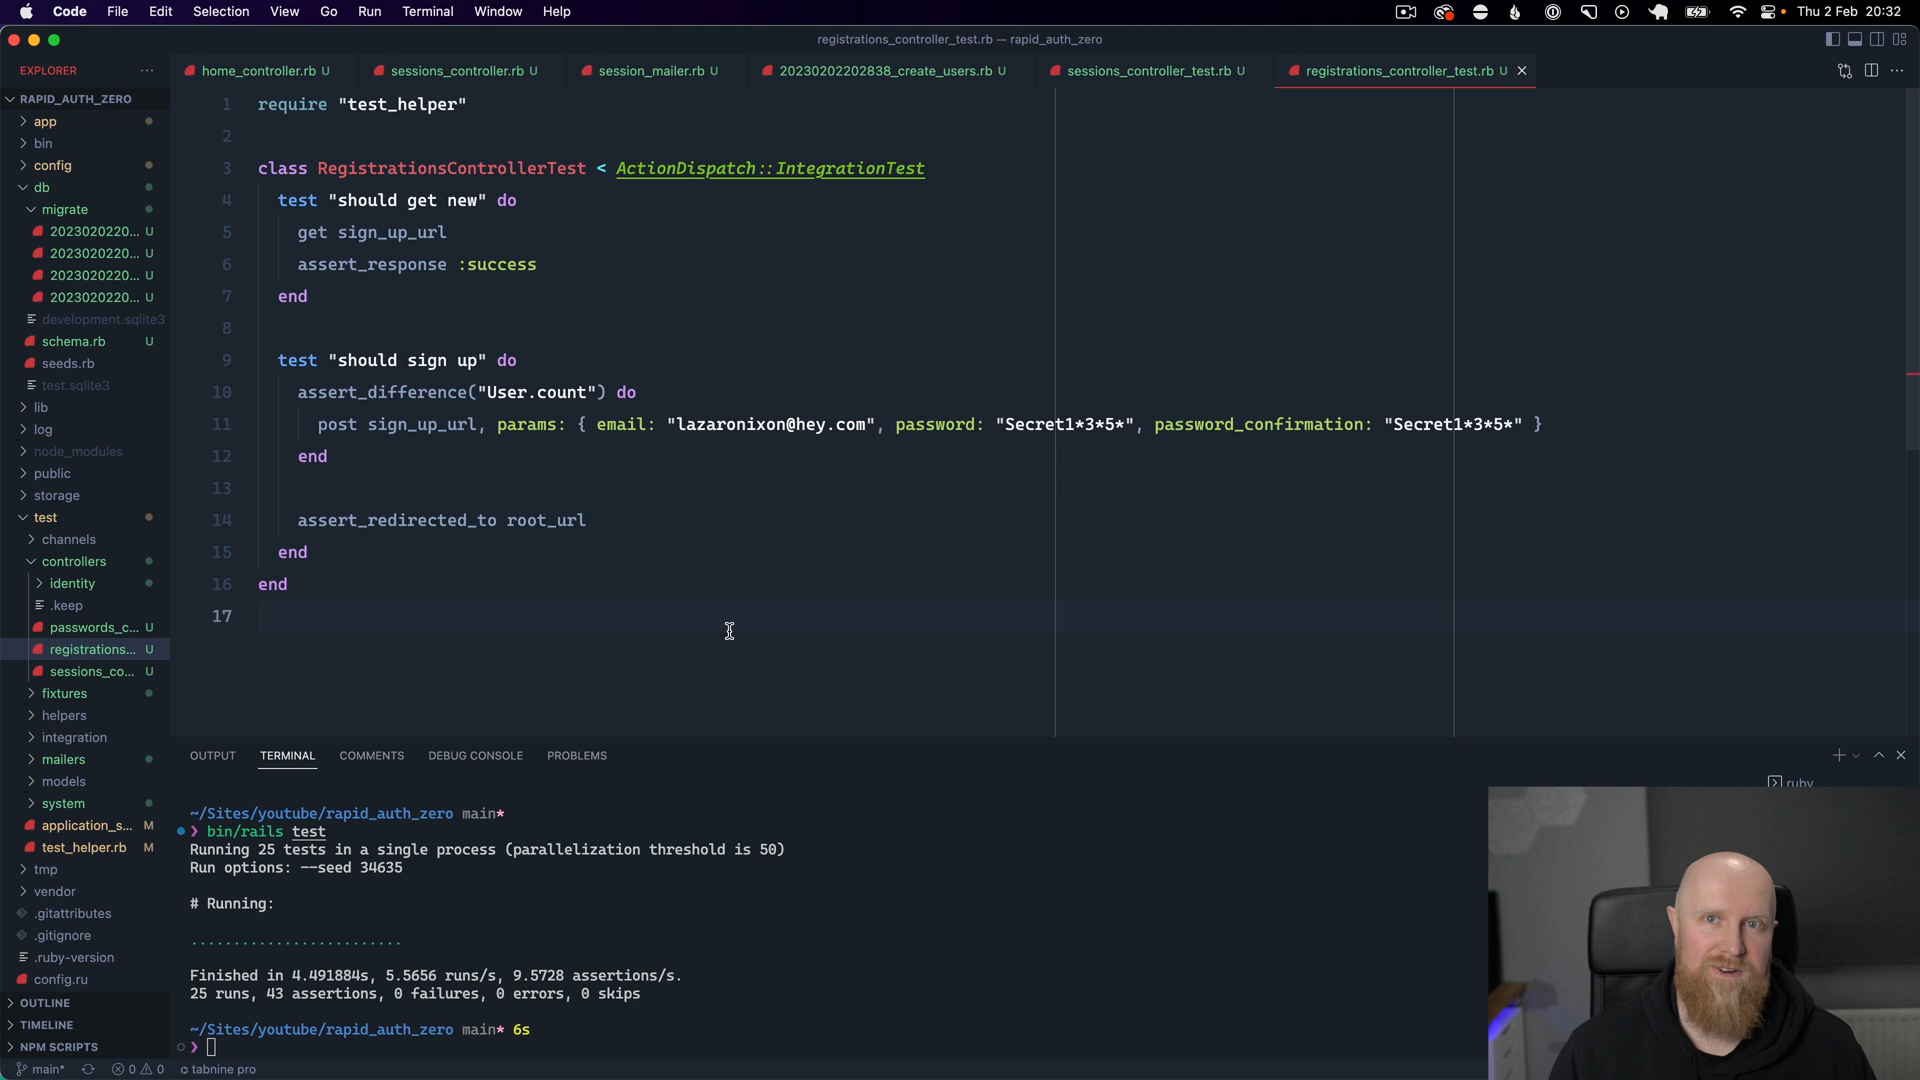 Code File Edit Selection View Go Run Terminal Window Help Thu 2 Feb 20:32
registrations_controller_test.rb — rapid_auth_zero
EXPLORER ···
home_controller.rb U
sessions_controller.rb U
session_mailer.rb U
20230202202838_create_users.rb U
sessions_controller_test.rb U
registrations_controller_test.rb U
RAPID_AUTH_ZERO
app
bin
config
db
migrate
2023020220... U
2023020220... U
2023020220... U
2023020220... U
development.sqlite3
schema.rb U
seeds.rb
test.sqlite3
lib
log
node_modules
public
storage
test
channels
controllers
identity
.keep
passwords_c... U
registrations... U
sessions_co... U
fixtures
helpers
integration
mailers
models
system
application_s... M
test_helper.rb M
tmp
vendor
.gitattributes
.gitignore
.ruby-version
config.ru
OUTLINE
TIMELINE
NPM SCRIPTS
1 require "test_helper"
2
3 class RegistrationsControllerTest < ActionDispatch::IntegrationTest
4 test "should get new" do
5 get sign_up_url
6 assert_response :success
7 end
8
9 test "should sign up" do
10 assert_difference("User.count") do
11 post sign_up_url, params: { email: "lazaronixon@hey.com", password: "Secret1*3*5*", password_confirmation: "Secret1*3*5*" }
12 end
13
14 assert_redirected_to root_url
15 end
16 end
17
OUTPUT TERMINAL COMMENTS DEBUG CONSOLE PROBLEMS
ruby
~/Sites/youtube/rapid_auth_zero main*
❯ bin/rails test
Running 25 tests in a single process (parallelization threshold is 50)
Run options: --seed 34635
# Running:
.........................
Finished in 4.491884s, 5.5656 runs/s, 9.5728 assertions/s.
25 runs, 43 assertions, 0 failures, 0 errors, 0 skips
~/Sites/youtube/rapid_auth_zero main* 6s
❯
main* 0 0 tabnine pro